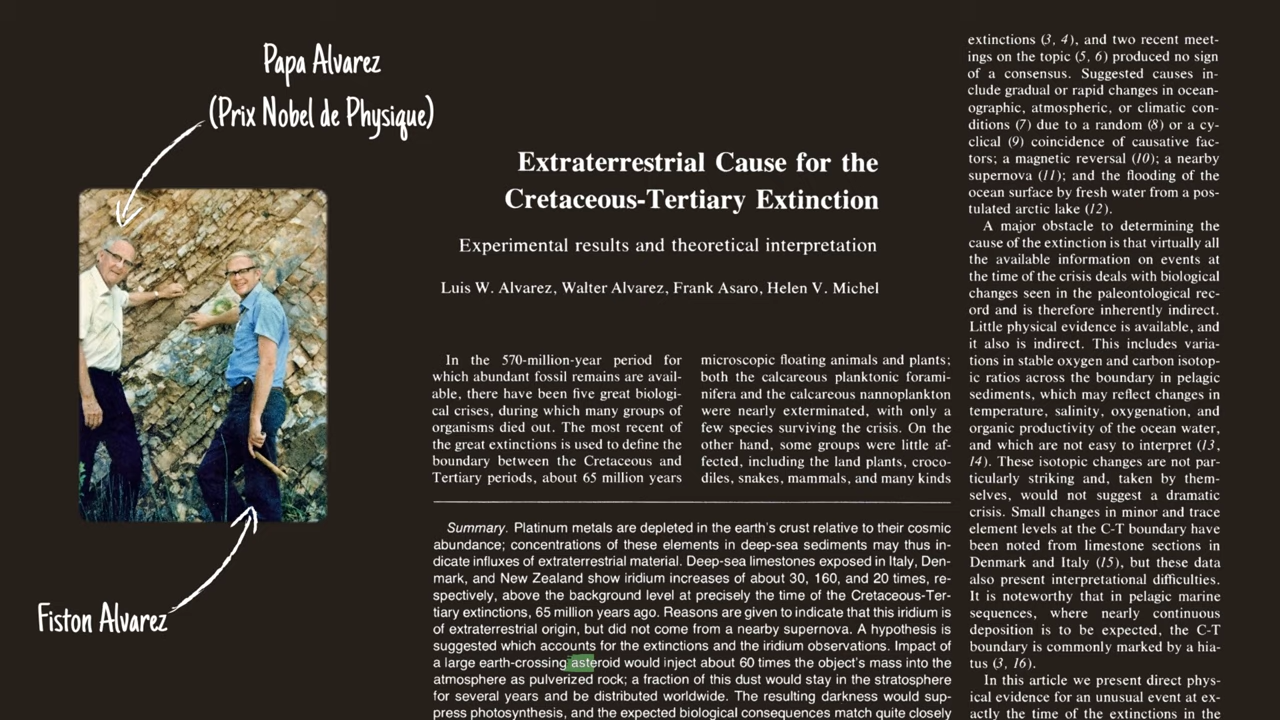 Papa Alvarez
(Prix Nobel de Physique)
Fiston Alvarez
Extraterrestrial Cause for the
Cretaceous-Tertiary Extinction
Experimental results and theoretical interpretation
Luis W. Alvarez, Walter Alvarez, Frank Asaro, Helen V. Michel
In the 570-million-year period for
which abundant fossil remains are avail-
able, there have been five great biologi-
cal crises, during which many groups of
organisms died out. The most recent of
the great extinctions is used to define the
boundary between the Cretaceous and
Tertiary periods, about 65 million years
microscopic floating animals and plants;
both the calcareous planktonic forami-
nifera and the calcareous nannoplankton
were nearly exterminated, with only a
few species surviving the crisis. On the
other hand, some groups were little af-
fected, including the land plants, croco-
diles, snakes, mammals, and many kinds
Summary. Platinum metals are depleted in the earth's crust relative to their cosmic
abundance; concentrations of these elements in deep-sea sediments may thus in-
dicate influxes of extraterrestrial material. Deep-sea limestones exposed in Italy, Den-
mark, and New Zealand show iridium increases of about 30, 160, and 20 times, re-
spectively, above the background level at precisely the time of the Cretaceous-Ter-
tiary extinctions, 65 million years ago. Reasons are given to indicate that this iridium is
of extraterrestrial origin, but did not come from a nearby supernova. A hypothesis is
suggested which accounts for the extinctions and the iridium observations. Impact of
a large earth-crossing asteroid would inject about 60 times the object's mass into the
atmosphere as pulverized rock; a fraction of this dust would stay in the stratosphere
for several years and be distributed worldwide. The resulting darkness would sup-
press photosynthesis, and the expected biological consequences match quite closely
extinctions (3, 4), and two recent meet-
ings on the topic (5, 6) produced no sign
of a consensus. Suggested causes in-
clude gradual or rapid changes in ocean-
ographic, atmospheric, or climatic con-
ditions (7) due to a random (8) or a cy-
clical (9) coincidence of causative fac-
tors; a magnetic reversal (10); a nearby
supernova (11); and the flooding of the
ocean surface by fresh water from a pos-
tulated arctic lake (12).
A major obstacle to determining the
cause of the extinction is that virtually all
the available information on events at
the time of the crisis deals with biological
changes seen in the paleontological rec-
ord and is therefore inherently indirect.
Little physical evidence is available, and
it also is indirect. This includes varia-
tions in stable oxygen and carbon isotop-
ic ratios across the boundary in pelagic
sediments, which may reflect changes in
temperature, salinity, oxygenation, and
organic productivity of the ocean water,
and which are not easy to interpret (13,
14). These isotopic changes are not par-
ticularly striking and, taken by them-
selves, would not suggest a dramatic
crisis. Small changes in minor and trace
element levels at the C-T boundary have
been noted from limestone sections in
Denmark and Italy (15), but these data
also present interpretational difficulties.
It is noteworthy that in pelagic marine
sequences, where nearly continuous
deposition is to be expected, the C-T
boundary is commonly marked by a hia-
tus (3, 16).
In this article we present direct phys-
ical evidence for an unusual event at ex-
actly the time of the extinctions in the